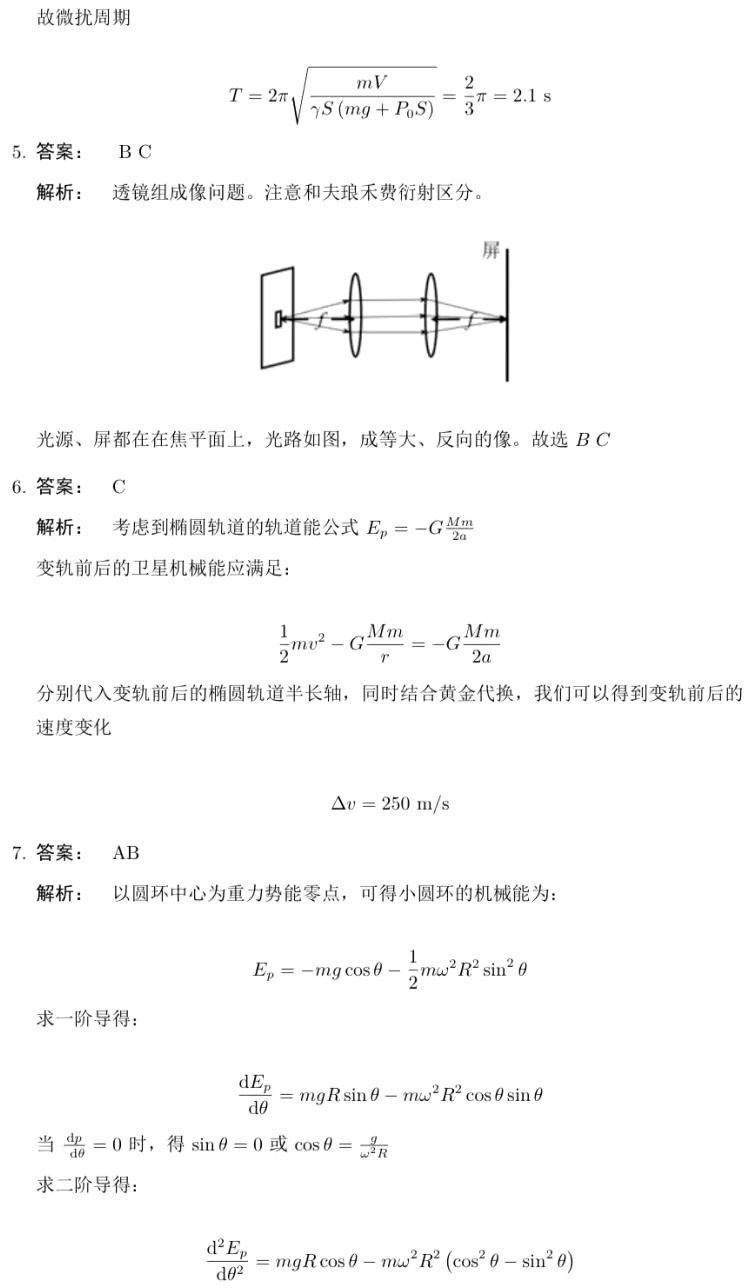 故微扰周期
T = 2π√(mV / γS (mg + P₀S)) = 2/3 π = 2.1 s
5. 答案： B C
解析： 透镜组成像问题。注意和夫琅禾费衍射区分。
屏
f f
光源、屏都在在焦平面上，光路如图，成等大、反向的像。故选 B C
6. 答案： C
解析： 考虑到椭圆轨道的轨道能公式 Eₚ = −G Mm/2a
变轨前后的卫星机械能应满足：
1/2 mv² − G Mm/r = −G Mm/2a
分别代入变轨前后的椭圆轨道半长轴，同时结合黄金代换，我们可以得到变轨前后的
速度变化
Δv = 250 m/s
7. 答案： AB
解析： 以圆环中心为重力势能零点，可得小圆环的机械能为：
Eₚ = −mg cos θ − 1/2 mω²R² sin² θ
求一阶导得：
dEₚ/dθ = mgR sin θ − mω²R² cos θ sin θ
当 dp/dθ = 0 时，得 sin θ = 0 或 cos θ = g/ω²R
求二阶导得：
d²Eₚ/dθ² = mgR cos θ − mω²R² (cos² θ − sin² θ)